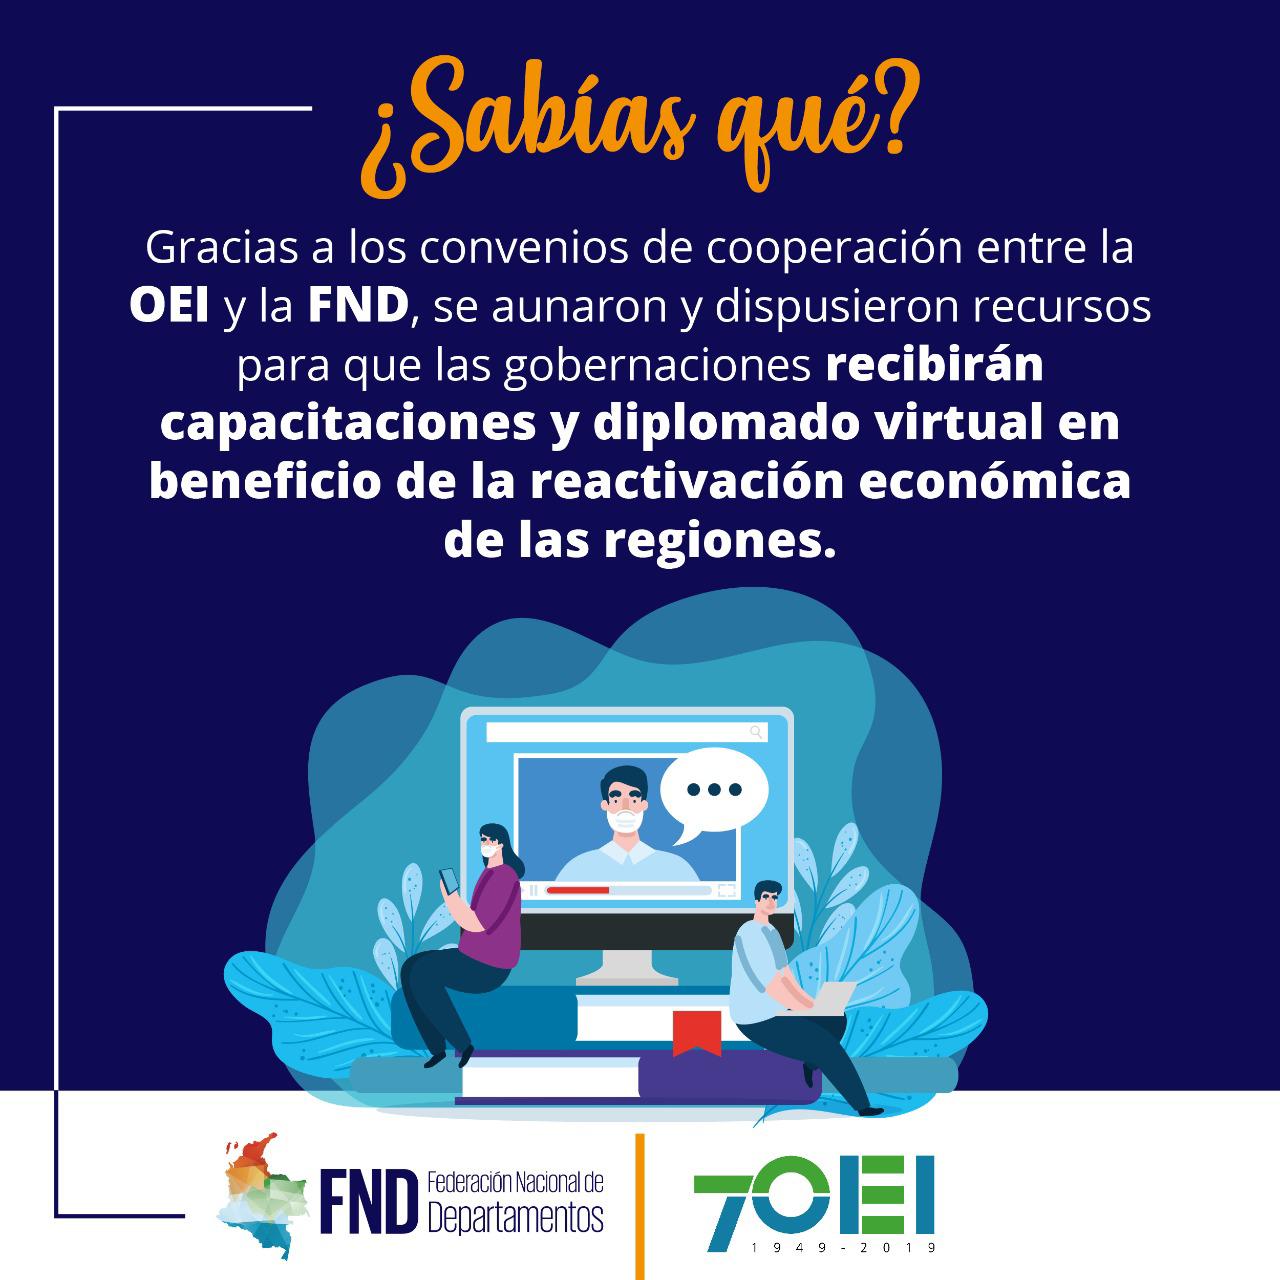 ¿Sabías qué?
Gracias a los convenios de cooperación entre la
OEI y la FND, se aunaron y dispusieron recursos
para que las gobernaciones recibirán
capacitaciones y diplomado virtual en
beneficio de la reactivación económica
de las regiones.
FND Federación Nacional de
Departamentos
70EI
1949-2019